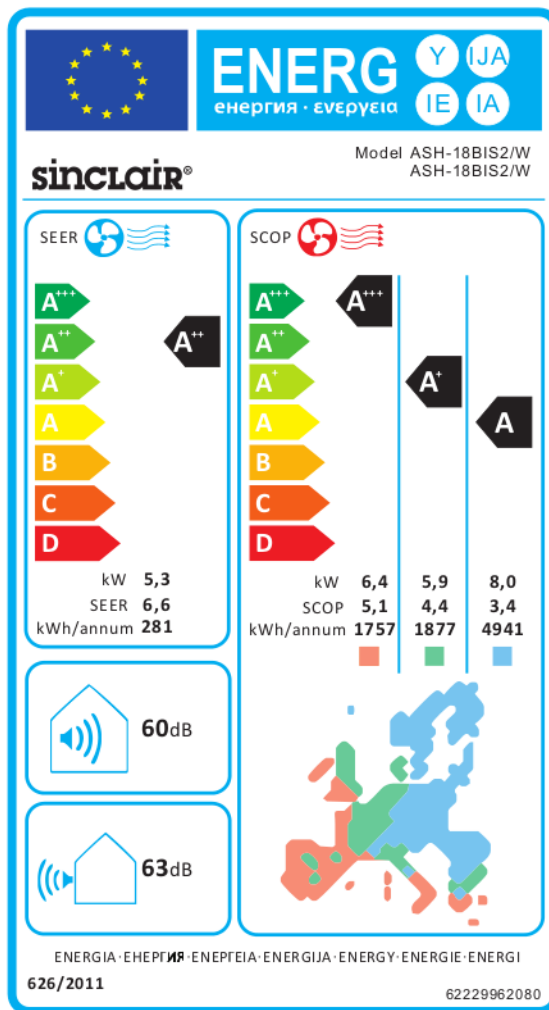 ENERG
енергия · ενεργεια
Y IJA
IE IA
sinclair®
Model ASH-18BIS2/W
ASH-18BIS2/W
SEER
A+++
A++
A+
A
B
C
D
A++
kW 5,3
SEER 6,6
kWh/annum 281
SCOP
A+++
A++
A+
A
B
C
D
A+++
A+
A
kW 6,4 5,9 8,0
SCOP 5,1 4,4 3,4
kWh/annum 1757 1877 4941
60dB
63dB
ENERGIA·ЕНЕРГИЯ·ΕΝΕΡΓΕΙΑ·ENERGIJA·ENERGY·ENERGIE·ENERGI
626/2011
62229962080